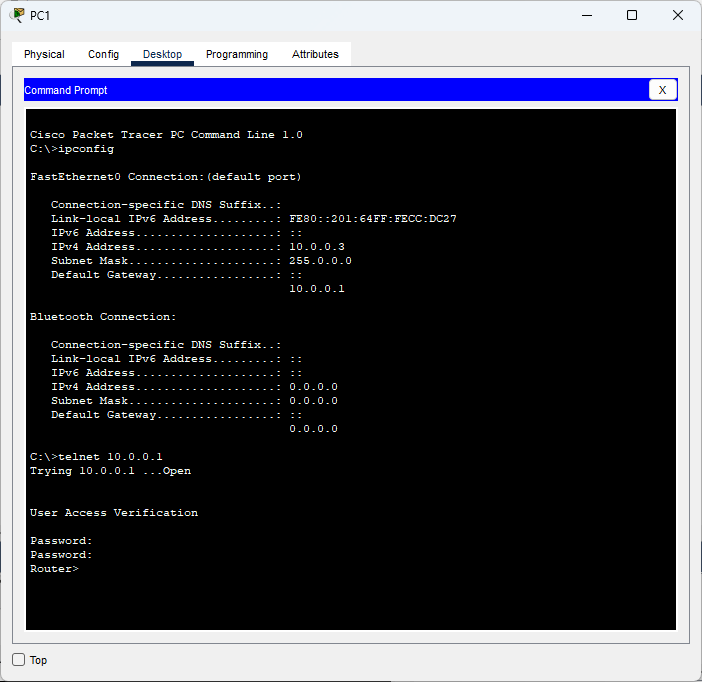 PC1
Physical Config Desktop Programming Attributes
Command Prompt X
Cisco Packet Tracer PC Command Line 1.0
C:\>ipconfig
FastEthernet0 Connection:(default port)
Connection-specific DNS Suffix..:
Link-local IPv6 Address.........: FE80::201:64FF:FECC:DC27
IPv6 Address....................: ::
IPv4 Address....................: 10.0.0.3
Subnet Mask.....................: 255.0.0.0
Default Gateway.................: ::
10.0.0.1
Bluetooth Connection:
Connection-specific DNS Suffix..:
Link-local IPv6 Address.........: ::
IPv6 Address....................: ::
IPv4 Address....................: 0.0.0.0
Subnet Mask.....................: 0.0.0.0
Default Gateway.................: ::
0.0.0.0
C:\>telnet 10.0.0.1
Trying 10.0.0.1 ...Open
User Access Verification
Password:
Password:
Router>
Top